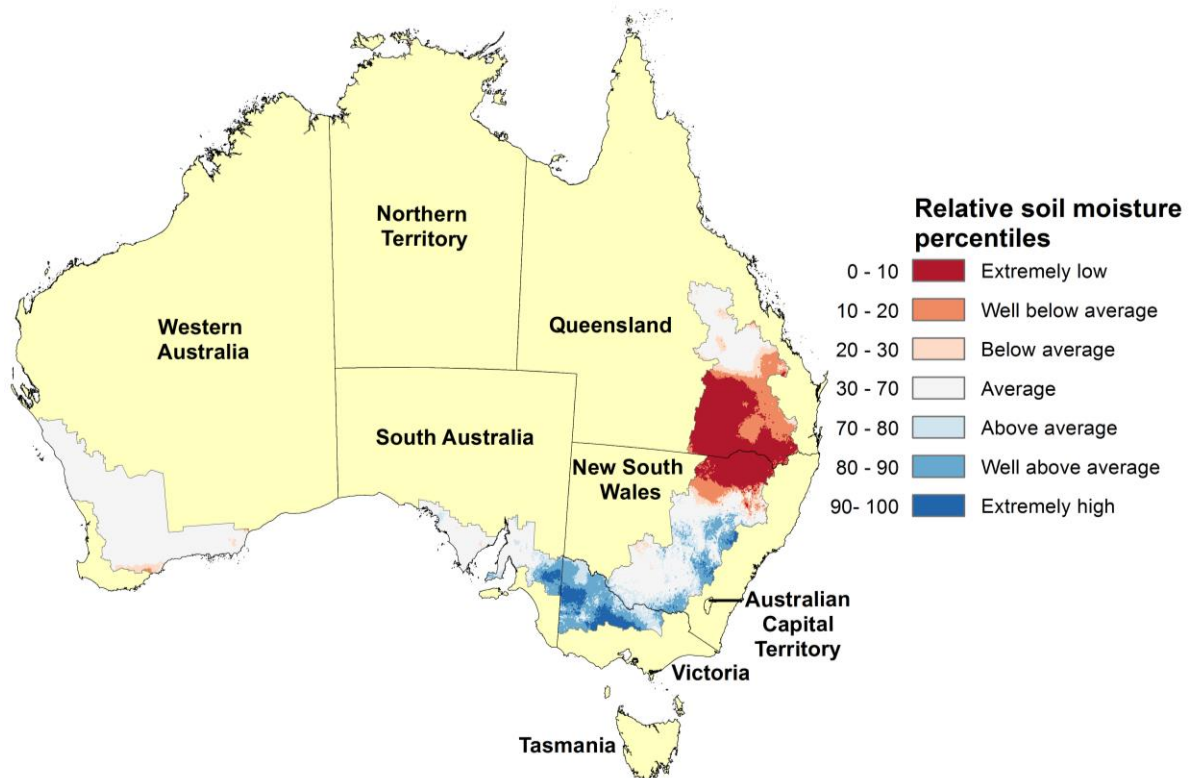 Northern
Territory
Western
Australia
Queensland
South Australia
New South
Wales
Australian
Capital
Territory
Victoria
Tasmania
Relative soil moisture
percentiles
0 - 10 Extremely low
10 - 20 Well below average
20 - 30 Below average
30 - 70 Average
70 - 80 Above average
80 - 90 Well above average
90- 100 Extremely high